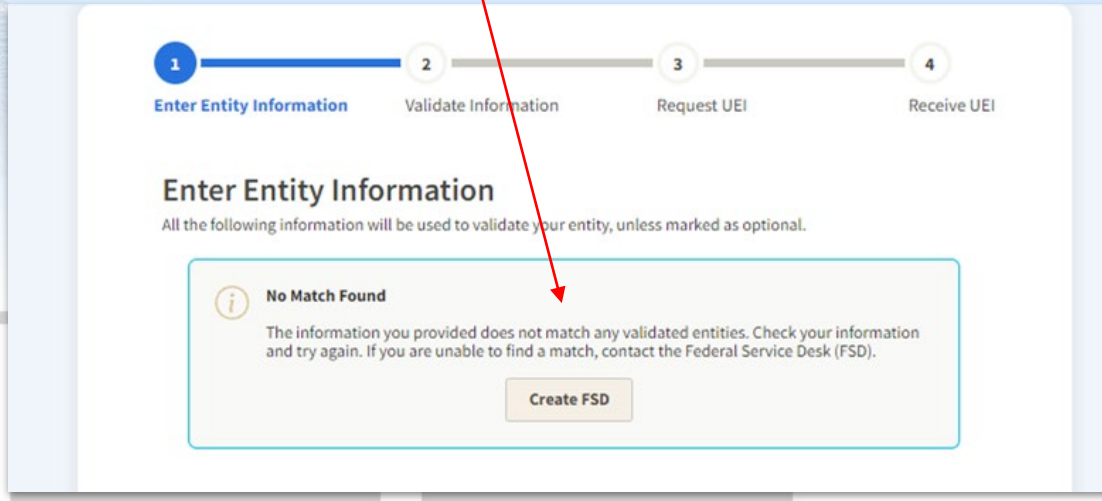 1 2 3 4
Enter Entity Information Validate Information Request UEI Receive UEI
Enter Entity Information
All the following information will be used to validate your entity, unless marked as optional.
i No Match Found
The information you provided does not match any validated entities. Check your information
and try again. If you are unable to find a match, contact the Federal Service Desk (FSD).
Create FSD